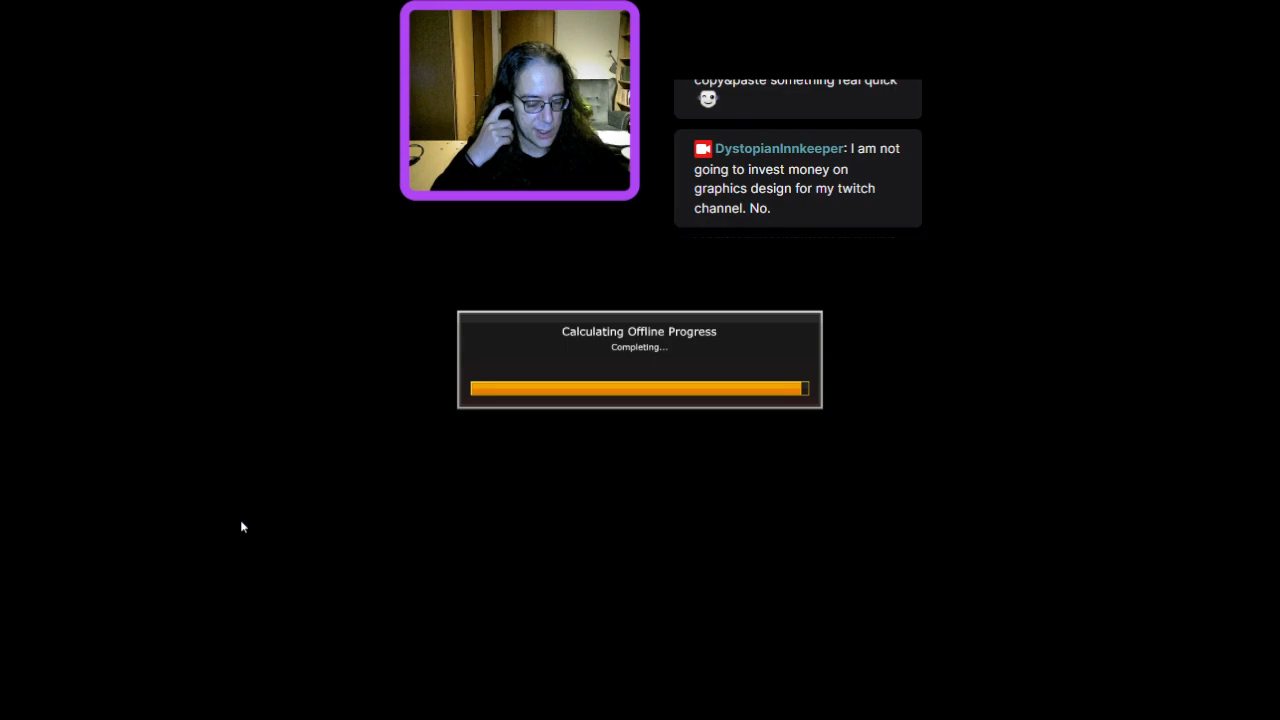 copy&paste something real quick
DystopianInnkeeper: I am not
going to invest money on
graphics design for my twitch
channel. No.
Calculating Offline Progress
Completing...